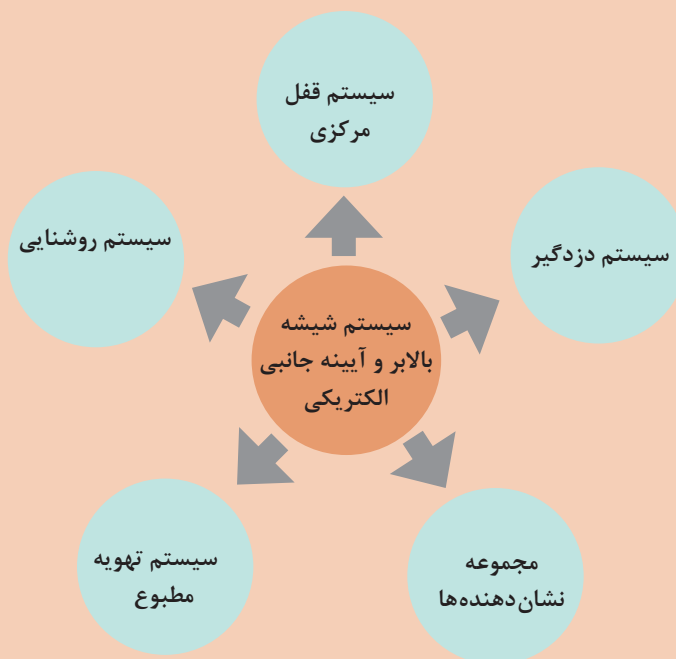 سیستم قفل
مرکزی
سیستم روشنایی
سیستم دزدگیر
سیستم شیشه
بالابر و آیینه جانبی
الکتریکی
سیستم تهویه
مطبوع
مجموعه
نشان‌دهنده‌ها